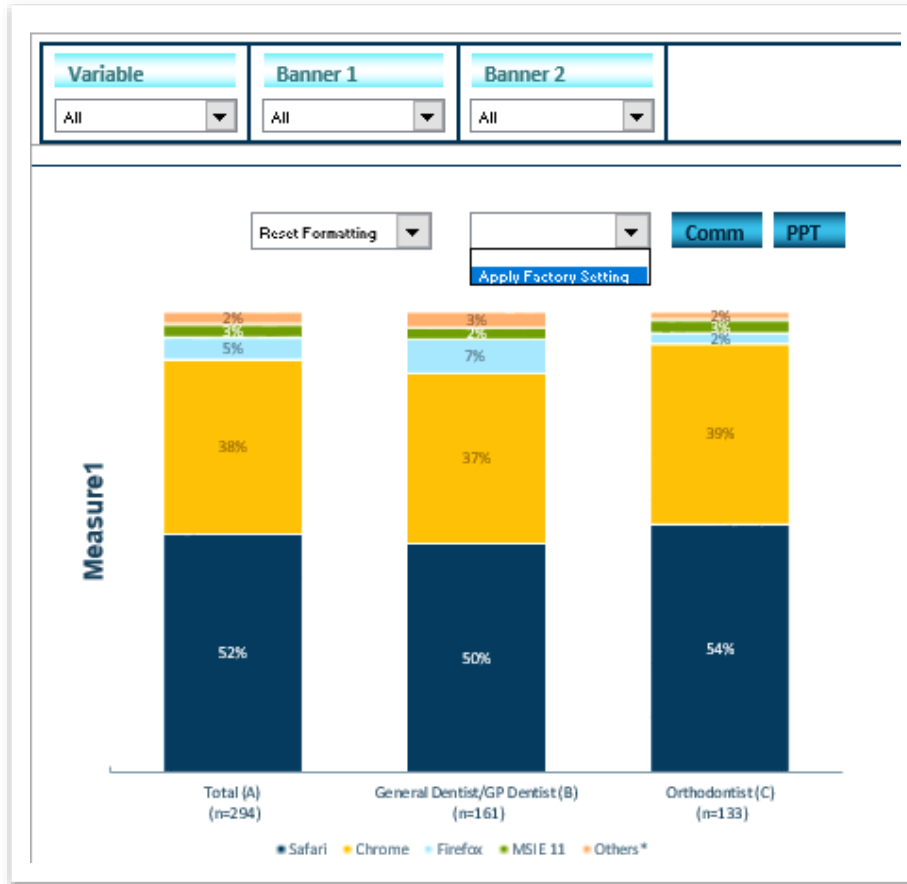 Variable Banner 1 Banner 2
All All All
Reset Formatting Comm PPT
Apply Factory Setting
2% 3% 2%
3% 2% 3%
5% 7% 2%
38% 37% 39%
Measure1
52% 50% 54%
Total (A) General Dentist/GP Dentist (B) Orthodontist (C)
(n=294) (n=161) (n=133)
Safari Chrome Firefox MSIE 11 Others*